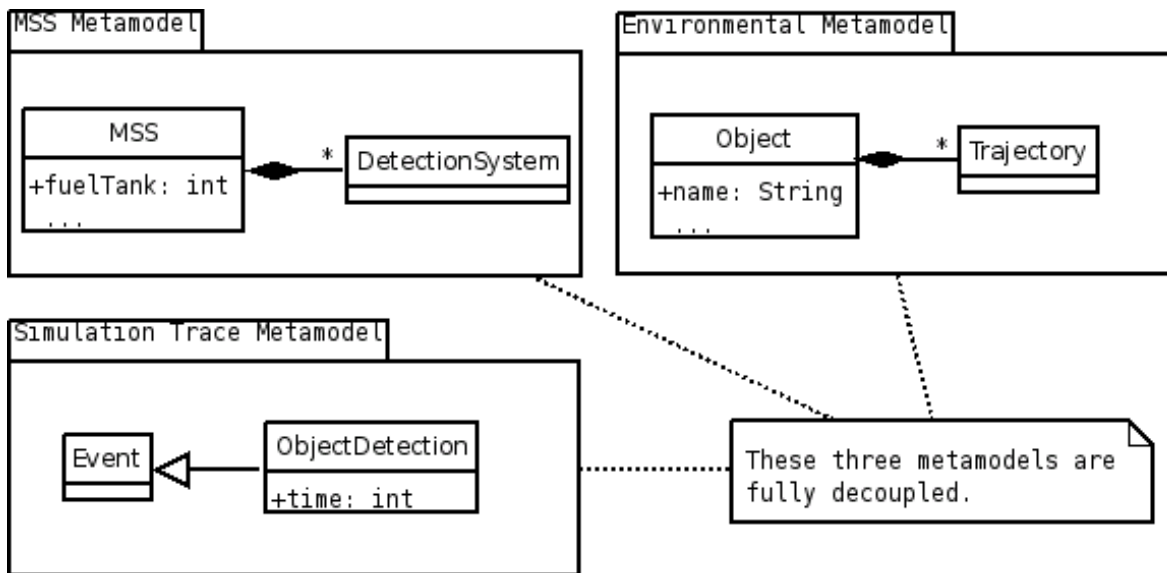 MSS Metamodel
MSS
+fuelTank: int
...
*
DetectionSystem
Environmental Metamodel
Object
+name: String
...
*
Trajectory
Simulation Trace Metamodel
Event
ObjectDetection
+time: int
These three metamodels are
fully decoupled.